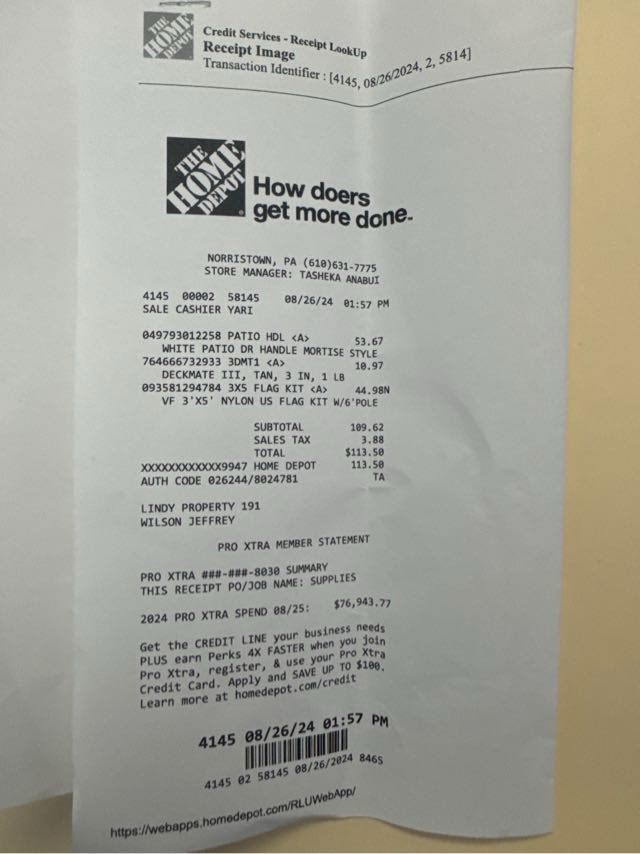 THE HOME DEPOT
Credit Services - Receipt LookUp
Receipt Image
Transaction Identifier : [4145, 08/26/2024, 2, 5814]
THE HOME DEPOT
How doers
get more done.
NORRISTOWN, PA (610)631-7775
STORE MANAGER: TASHEKA ANABUI
4145 00002 58145 08/26/24 01:57 PM
SALE CASHIER YARI
049793012258 PATIO HDL <A> 53.67
WHITE PATIO DR HANDLE MORTISE STYLE
764666732933 3DMT1 <A> 10.97
DECKMATE III, TAN, 3 IN, 1 LB
093581294784 3X5 FLAG KIT <A> 44.98N
VF 3'X5' NYLON US FLAG KIT W/6'POLE
SUBTOTAL 109.62
SALES TAX 3.88
TOTAL $113.50
XXXXXXXXXXXX9947 HOME DEPOT 113.50
AUTH CODE 026244/8024781 TA
LINDY PROPERTY 191
WILSON JEFFREY
PRO XTRA MEMBER STATEMENT
PRO XTRA ###-###-8030 SUMMARY
THIS RECEIPT PO/JOB NAME: SUPPLIES
2024 PRO XTRA SPEND 08/25: $76,943.77
Get the CREDIT LINE your business needs
PLUS earn Perks 4X FASTER when you join
Pro Xtra, register, & use your Pro Xtra
Credit Card. Apply and SAVE UP TO $100.
Learn more at homedepot.com/credit
4145 08/26/24 01:57 PM
4145 02 58145 08/26/2024 8465
https://webapps.homedepot.com/RLUWebApp/